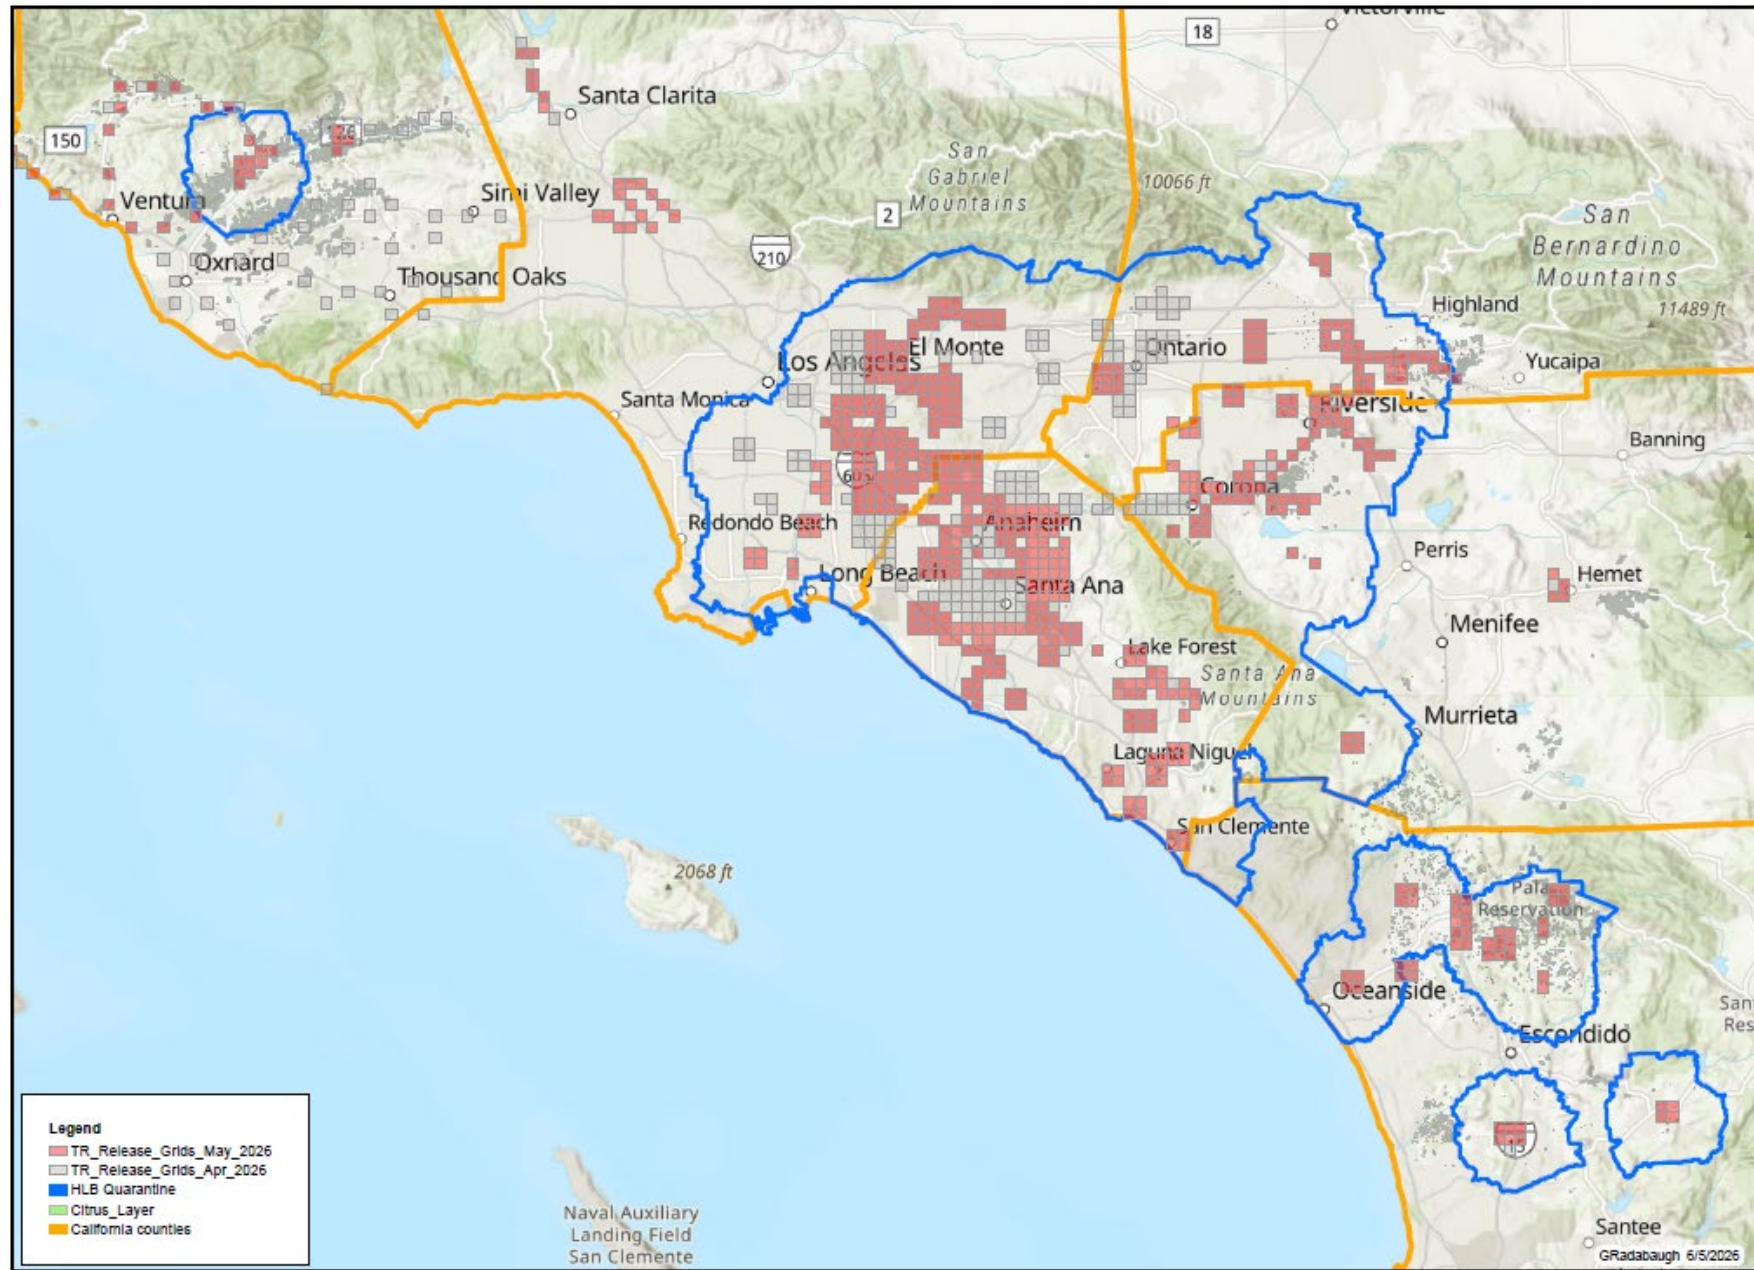 Victorville
18
Santa Clarita
150
126
San
Gabriel
Mountains
10066 ft
Simi Valley
Ventura
2
San
Bernardino
Mountains
210
Oxnard
Thousand Oaks
Highland
11489 ft
El Monte
Ontario
Los Angeles
Yucaipa
Santa Monica
Riverside
Banning
605
Corona
Redondo Beach
Anaheim
Perris
Long Beach
Santa Ana
Hemet
Menifee
Lake Forest
Santa Ana
Mountains
Murrieta
Laguna Niguel
San Clemente
2068 ft
Pala
Reservation
Oceanside
San
Res
Escondido
15
Legend
TR_Release_Grids_May_2026
TR_Release_Grids_Apr_2026
HLB Quarantine
Citrus_Layer
California counties
Naval Auxiliary
Landing Field
San Clemente
Santee
GRadabaugh 6/5/2026